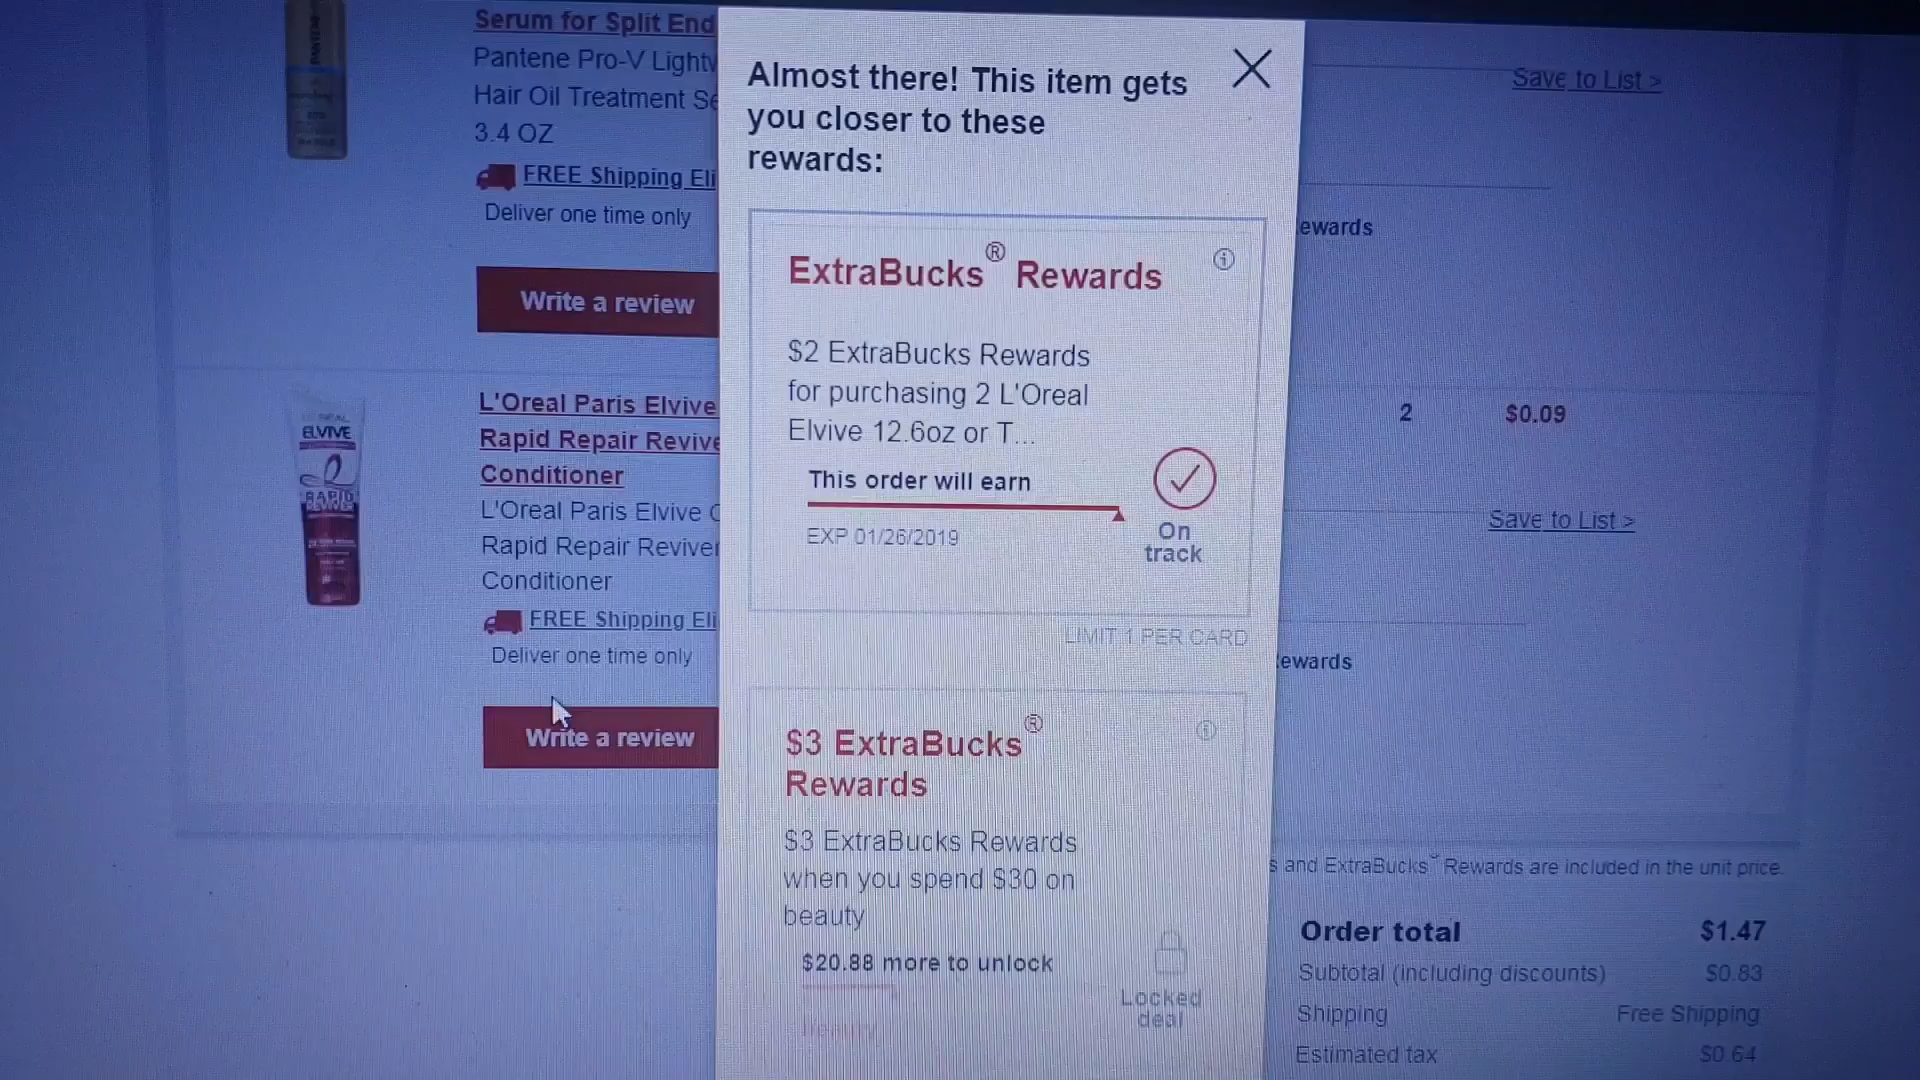 Serum for Split End
Pantene Pro-V Lightw
Hair Oil Treatment Se
3.4 OZ
FREE Shipping Eli
Deliver one time only
Write a review
ELVIVE
RAPID
REVIVER
L'Oreal Paris Elvive
Rapid Repair Revive
Conditioner
L'Oreal Paris Elvive C
Rapid Repair Reviver
Conditioner
FREE Shipping Eli
Deliver one time only
Write a review
Almost there! This item gets
you closer to these
rewards:
ExtraBucks® Rewards
$2 ExtraBucks Rewards
for purchasing 2 L'Oreal
Elvive 12.6oz or T...
This order will earn
EXP 01/26/2019
On
track
LIMIT 1 PER CARD
$3 ExtraBucks®
Rewards
$3 ExtraBucks Rewards
when you spend $30 on
beauty
$20.88 more to unlock
Locked
deal
beauty
Save to List >
ewards
2 $0.09
Save to List >
ewards
s and ExtraBucks® Rewards are included in the unit price.
Order total $1.47
Subtotal (including discounts) $0.83
Shipping Free Shipping
Estimated tax $0.64